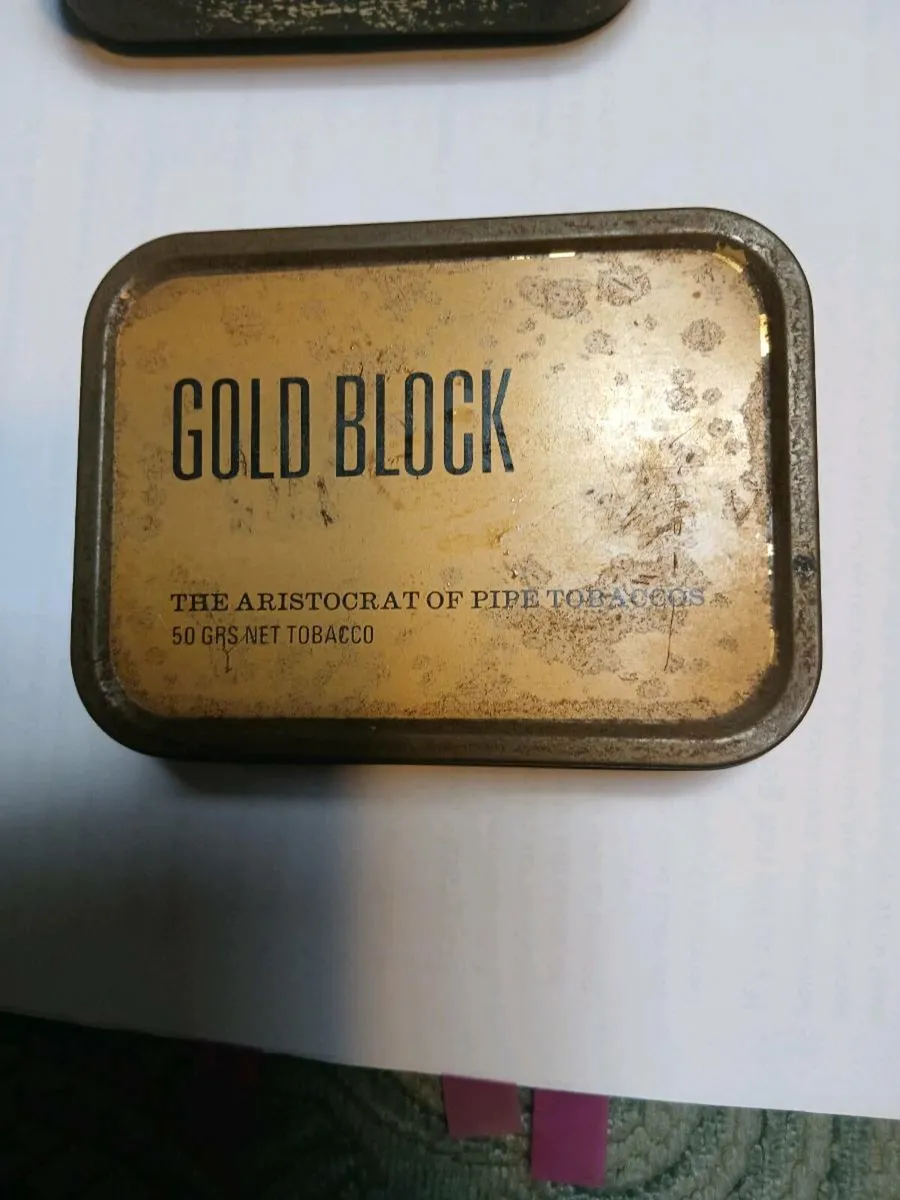 GOLD BLOCK
THE ARISTOCRAT OF PIPE TOBACCOS
50 GRS NET TOBACCO